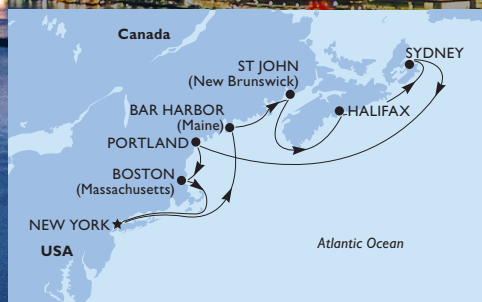 Canada
SYDNEY
ST JOHN
(New Brunswick)
BAR HARBOR
(Maine)
HALIFAX
PORTLAND
BOSTON
(Massachusetts)
NEW YORK
USA
Atlantic Ocean